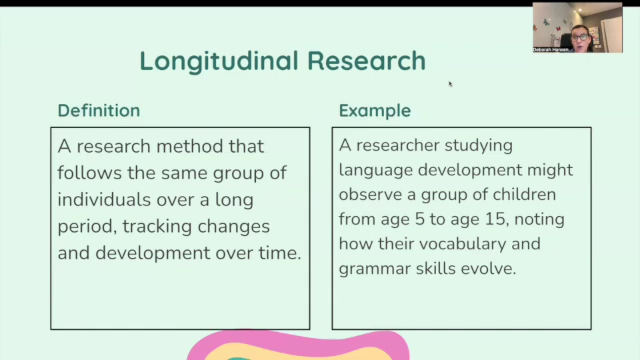 Longitudinal Research
Definition
A research method that
follows the same group of
individuals over a long
period, tracking changes
and development over time.
Example
A researcher studying
language development might
observe a group of children
from age 5 to age 15, noting
how their vocabulary and
grammar skills evolve.
Deborah Hansen